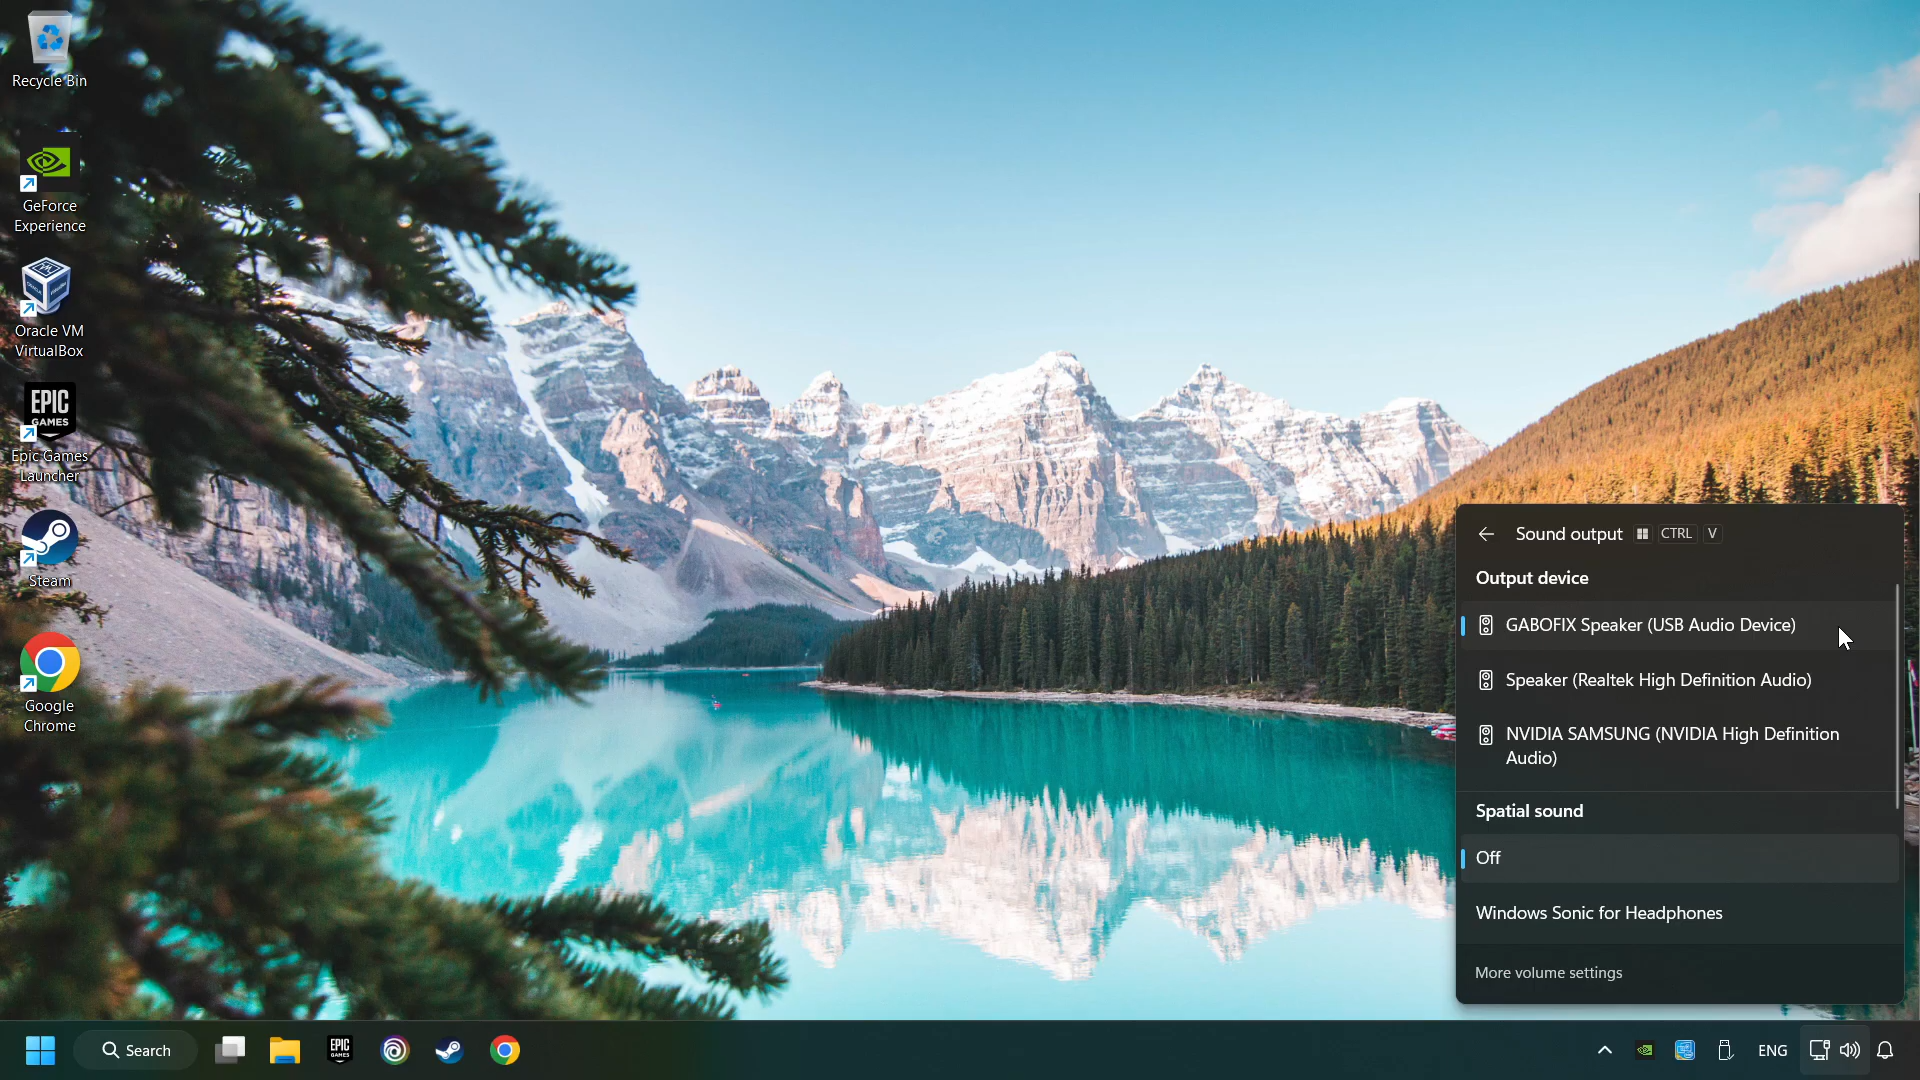 Recycle Bin
GeForce
Experience
Oracle VM
VirtualBox
EPIC
GAMES
Epic Games
Launcher
Steam
Google
Chrome
Sound output CTRL V
Output device
GABOFIX Speaker (USB Audio Device)
Speaker (Realtek High Definition Audio)
NVIDIA SAMSUNG (NVIDIA High Definition
Audio)
Spatial sound
Off
Windows Sonic for Headphones
More volume settings
Search
EPIC
GAMES
ENG